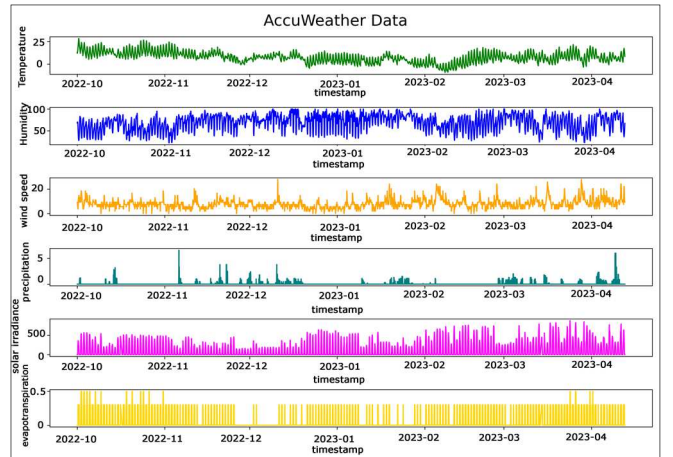 AccuWeather Data
Temperature
25
0
2022-10 2022-11 2022-12 2023-01 2023-02 2023-03 2023-04
timestamp
Humidity
100
50
2022-10 2022-11 2022-12 2023-01 2023-02 2023-03 2023-04
timestamp
wind speed
20
0
2022-10 2022-11 2022-12 2023-01 2023-02 2023-03 2023-04
timestamp
precipitation
5
0
2022-10 2022-11 2022-12 2023-01 2023-02 2023-03 2023-04
timestamp
solar irradiance
500
0
2022-10 2022-11 2022-12 2023-01 2023-02 2023-03 2023-04
timestamp
evapotranspiration
0.5
0
2022-10 2022-11 2022-12 2023-01 2023-02 2023-03 2023-04
timestamp